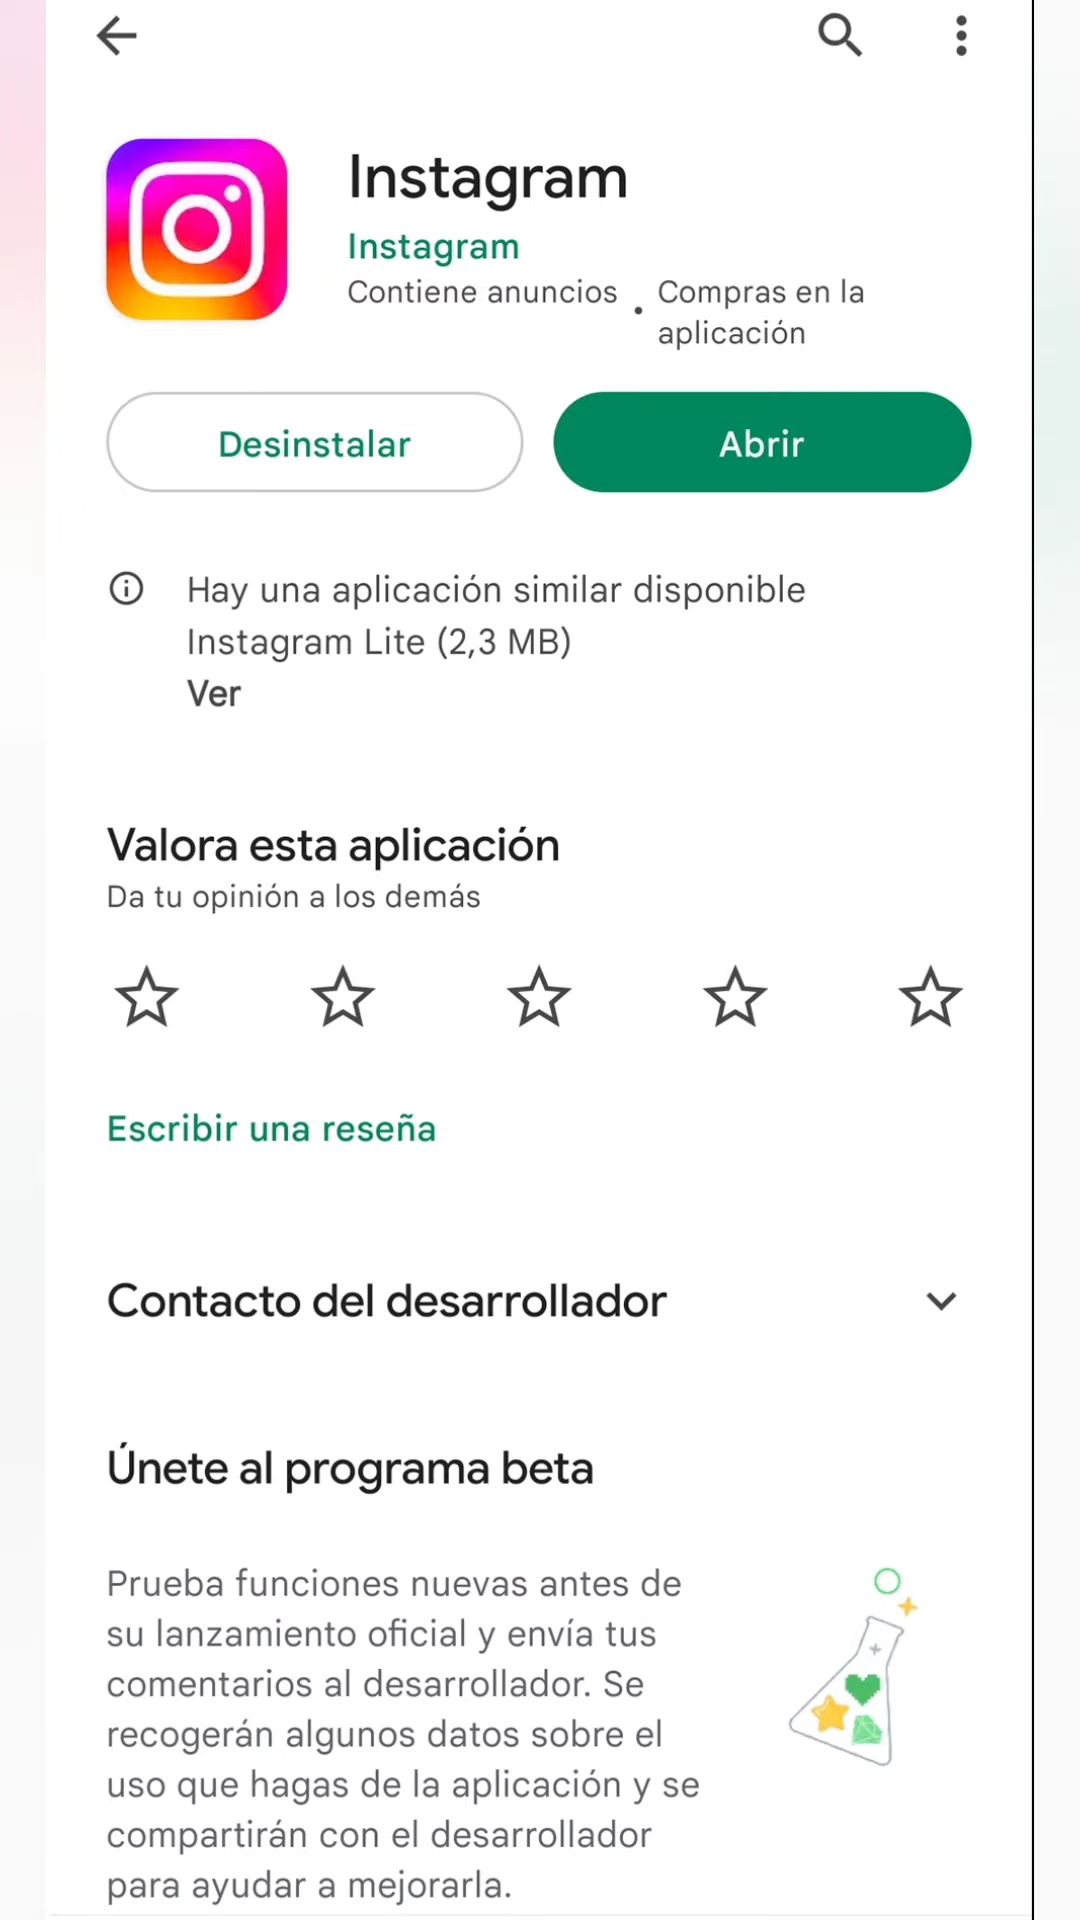 Instagram
Instagram
Contiene anuncios . Compras en la
aplicación
Desinstalar
Abrir
Hay una aplicación similar disponible
Instagram Lite (2,3 MB)
Ver
Valora esta aplicación
Da tu opinión a los demás
Escribir una reseña
Contacto del desarrollador
Únete al programa beta
Prueba funciones nuevas antes de
su lanzamiento oficial y envía tus
comentarios al desarrollador. Se
recogerán algunos datos sobre el
uso que hagas de la aplicación y se
compartirán con el desarrollador
para ayudar a mejorarla.